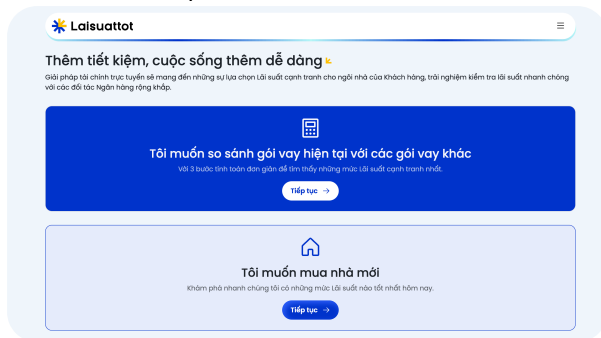 Laisuattot
Thêm tiết kiệm, cuộc sống thêm dễ dàng
Giải pháp tài chính trực tuyến sẽ mang đến những sự lựa chọn Lãi suất cạnh tranh cho ngôi nhà của Khách hàng, trải nghiệm kiểm tra lãi suất nhanh chóng
với các đối tác Ngân hàng rộng khắp.
Tôi muốn so sánh gói vay hiện tại với các gói vay khác
Với 3 bước tính toán đơn giản để tìm thấy những mức Lãi suất cạnh tranh nhất.
Tiếp tục →
Tôi muốn mua nhà mới
Khám phá nhanh chúng tôi có những mức Lãi suất nào tốt nhất hôm nay.
Tiếp tục →